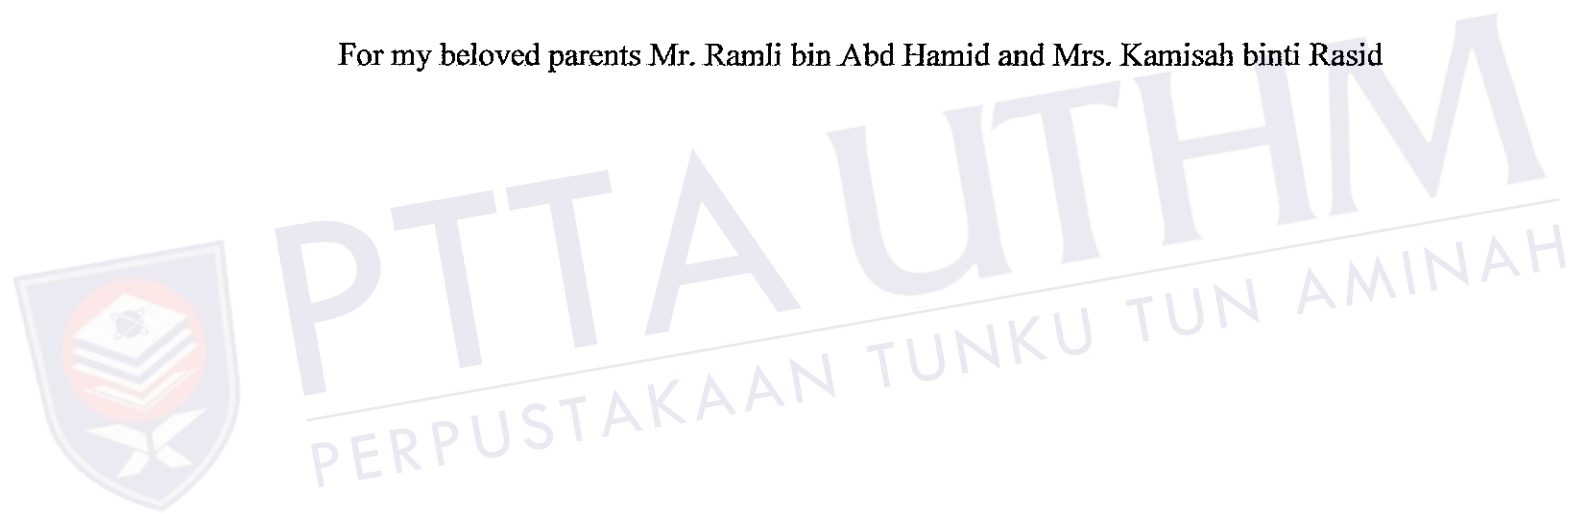 For my beloved parents Mr. Ramli bin Abd Hamid and Mrs. Kamisah binti Rasid
PTTA UTHM
PERPUSTAKAAN TUNKU TUN AMINAH